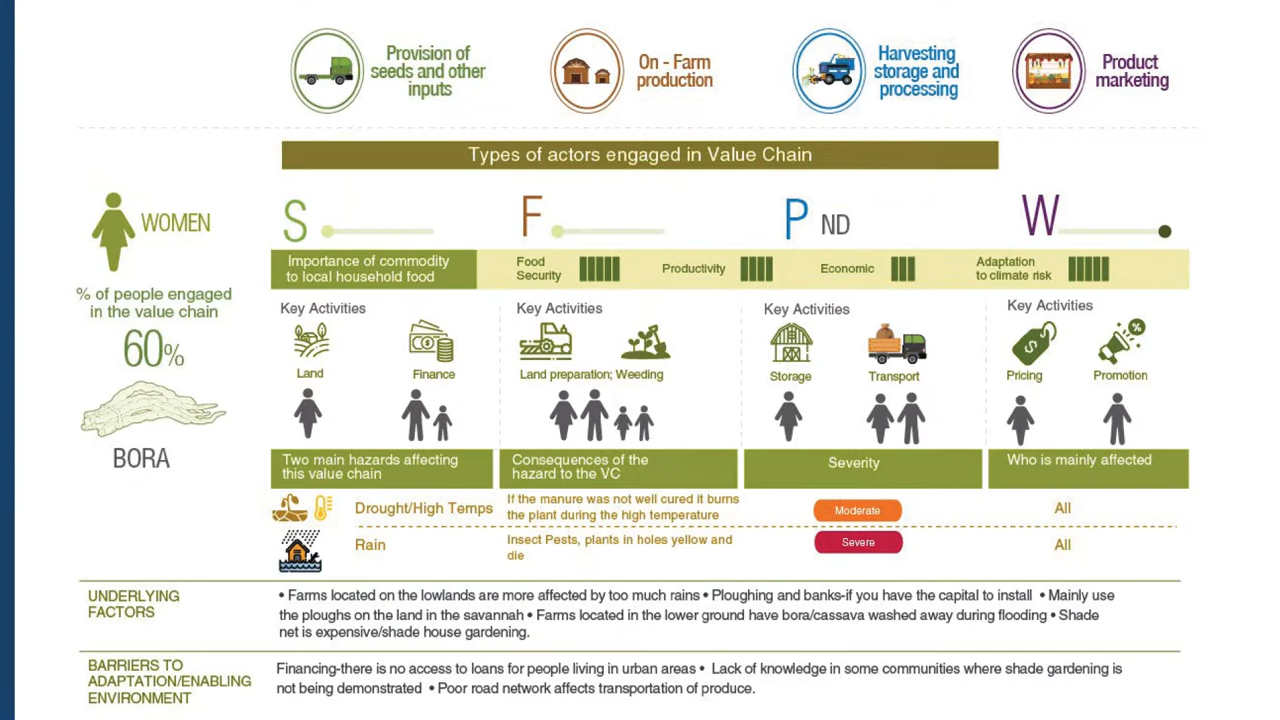 Provision of
seeds and other
inputs
On - Farm
production
Harvesting
storage and
processing
Product
marketing
Types of actors engaged in Value Chain
WOMEN
S
F
P ND
W
% of people engaged
in the value chain
60%
BORA
Importance of commodity
to local household food
Food
Security
Productivity
Economic
Adaptation
to climate risk
Key Activities
Key Activities
Key Activities
Key Activities
Land
Finance
Land preparation; Weeding
Storage
Transport
Pricing
Promotion
Two main hazards affecting
this value chain
Consequences of the
hazard to the VC
Severity
Who is mainly affected
Drought/High Temps
If the manure was not well cured it burns
the plant during the high temperature
Moderate
All
Rain
Insect Pests, plants in holes yellow and
die
Severe
All
UNDERLYING
FACTORS
• Farms located on the lowlands are more affected by too much rains • Ploughing and banks-if you have the capital to install • Mainly use
the ploughs on the land in the savannah • Farms located in the lower ground have bora/cassava washed away during flooding • Shade
net is expensive/shade house gardening.
BARRIERS TO
ADAPTATION/ENABLING
ENVIRONMENT
Financing-there is no access to loans for people living in urban areas • Lack of knowledge in some communities where shade gardening is
not being demonstrated • Poor road network affects transportation of produce.